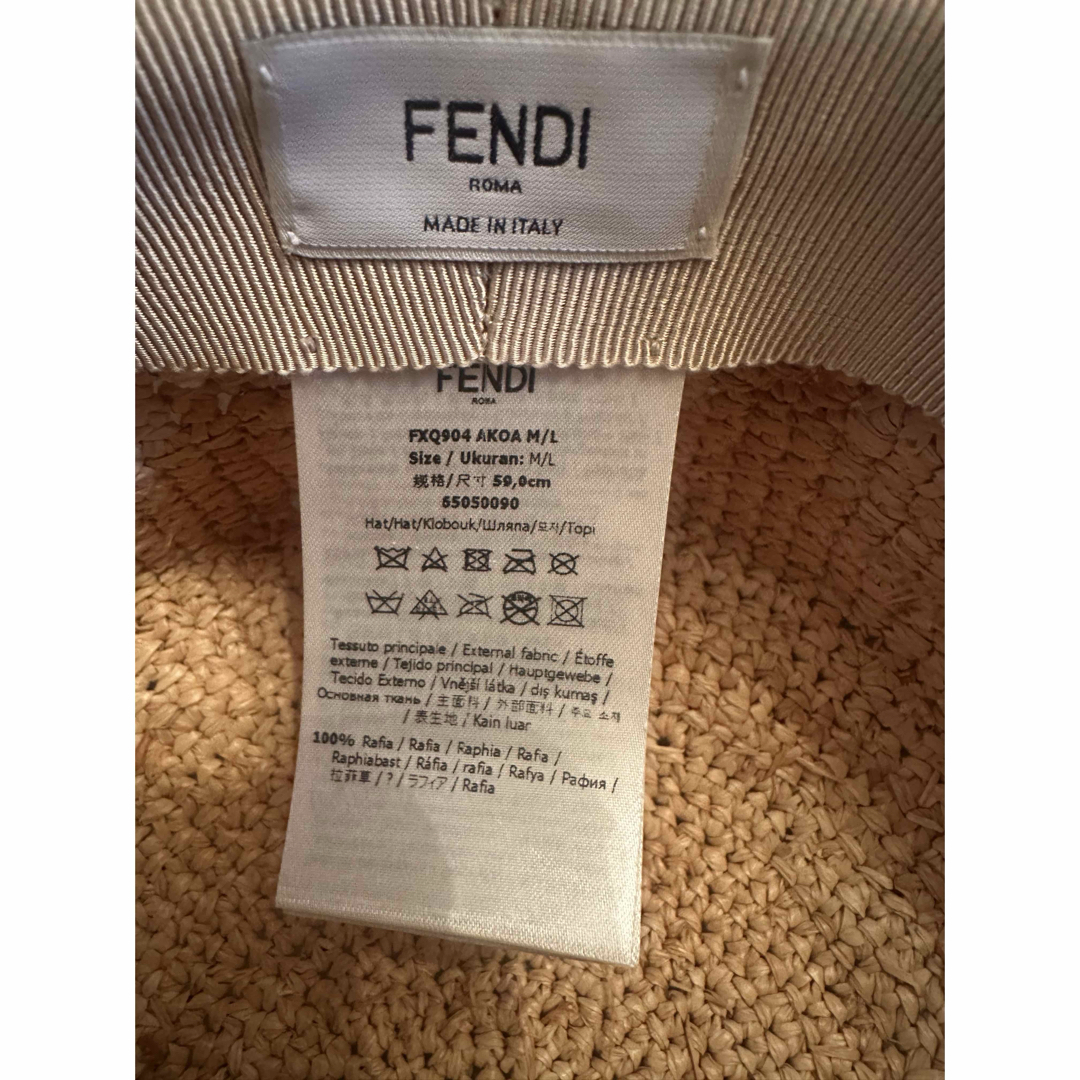 FENDI
ROMA
MADE IN ITALY
FENDI
ROMA
FXQ904 AKOA M/L
Size / Ukuran: M/L
规格/尺寸 59,0cm
65050090
Hat/Hat/Klobouk/Шляпа/모자/Topi
Tessuto principale / External fabric / Étoffe
externe / Tejido principal / Hauptgewebe /
Tecido Externo / Vnější látka / dış kumaş /
Основная ткань / 主面料 / 外部面料 / 주요 소재
/ 表生地 / Kain luar
100% Rafia / Rafia / Raphia / Rafia /
Raphiabast / Ráfia / rafia / Rafya / Рафия /
拉菲草 / ? / ラフィア / Rafia